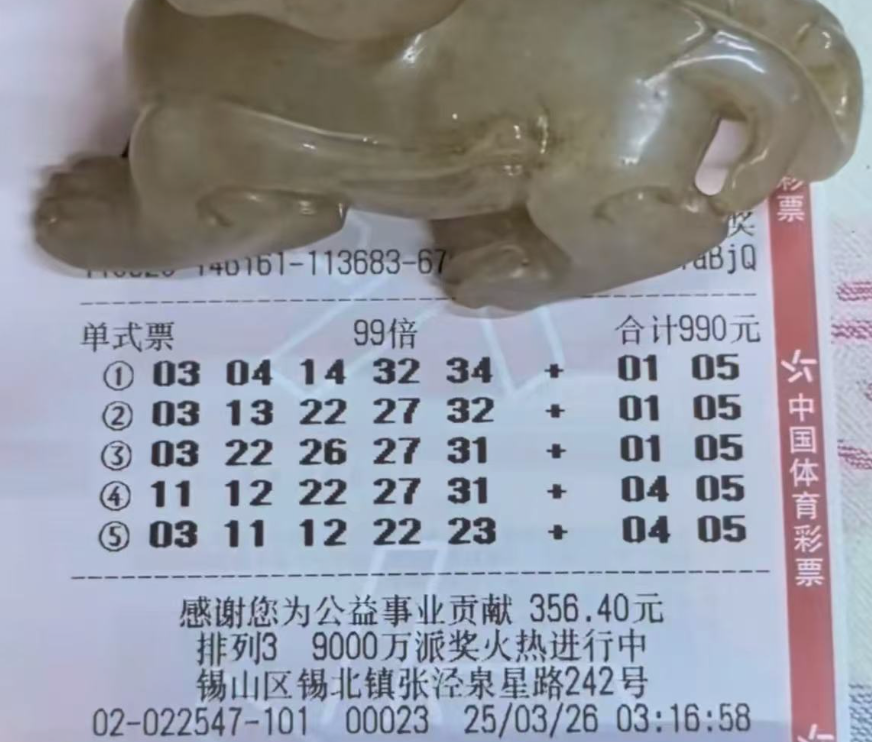 奖
146161-113683-67
aBjQ
单式票 99倍 合计990元
① 03 04 14 32 34 + 01 05
② 03 13 22 27 32 + 01 05
③ 03 22 26 27 31 + 01 05
④ 11 12 22 27 31 + 04 05
⑤ 03 11 12 22 23 + 04 05
感谢您为公益事业贡献 356.40元
排列3 9000万派奖火热进行中
锡山区锡北镇张泾泉星路242号
02-022547-101 00023 25/03/26 03:16:58
彩票
中国体育彩票